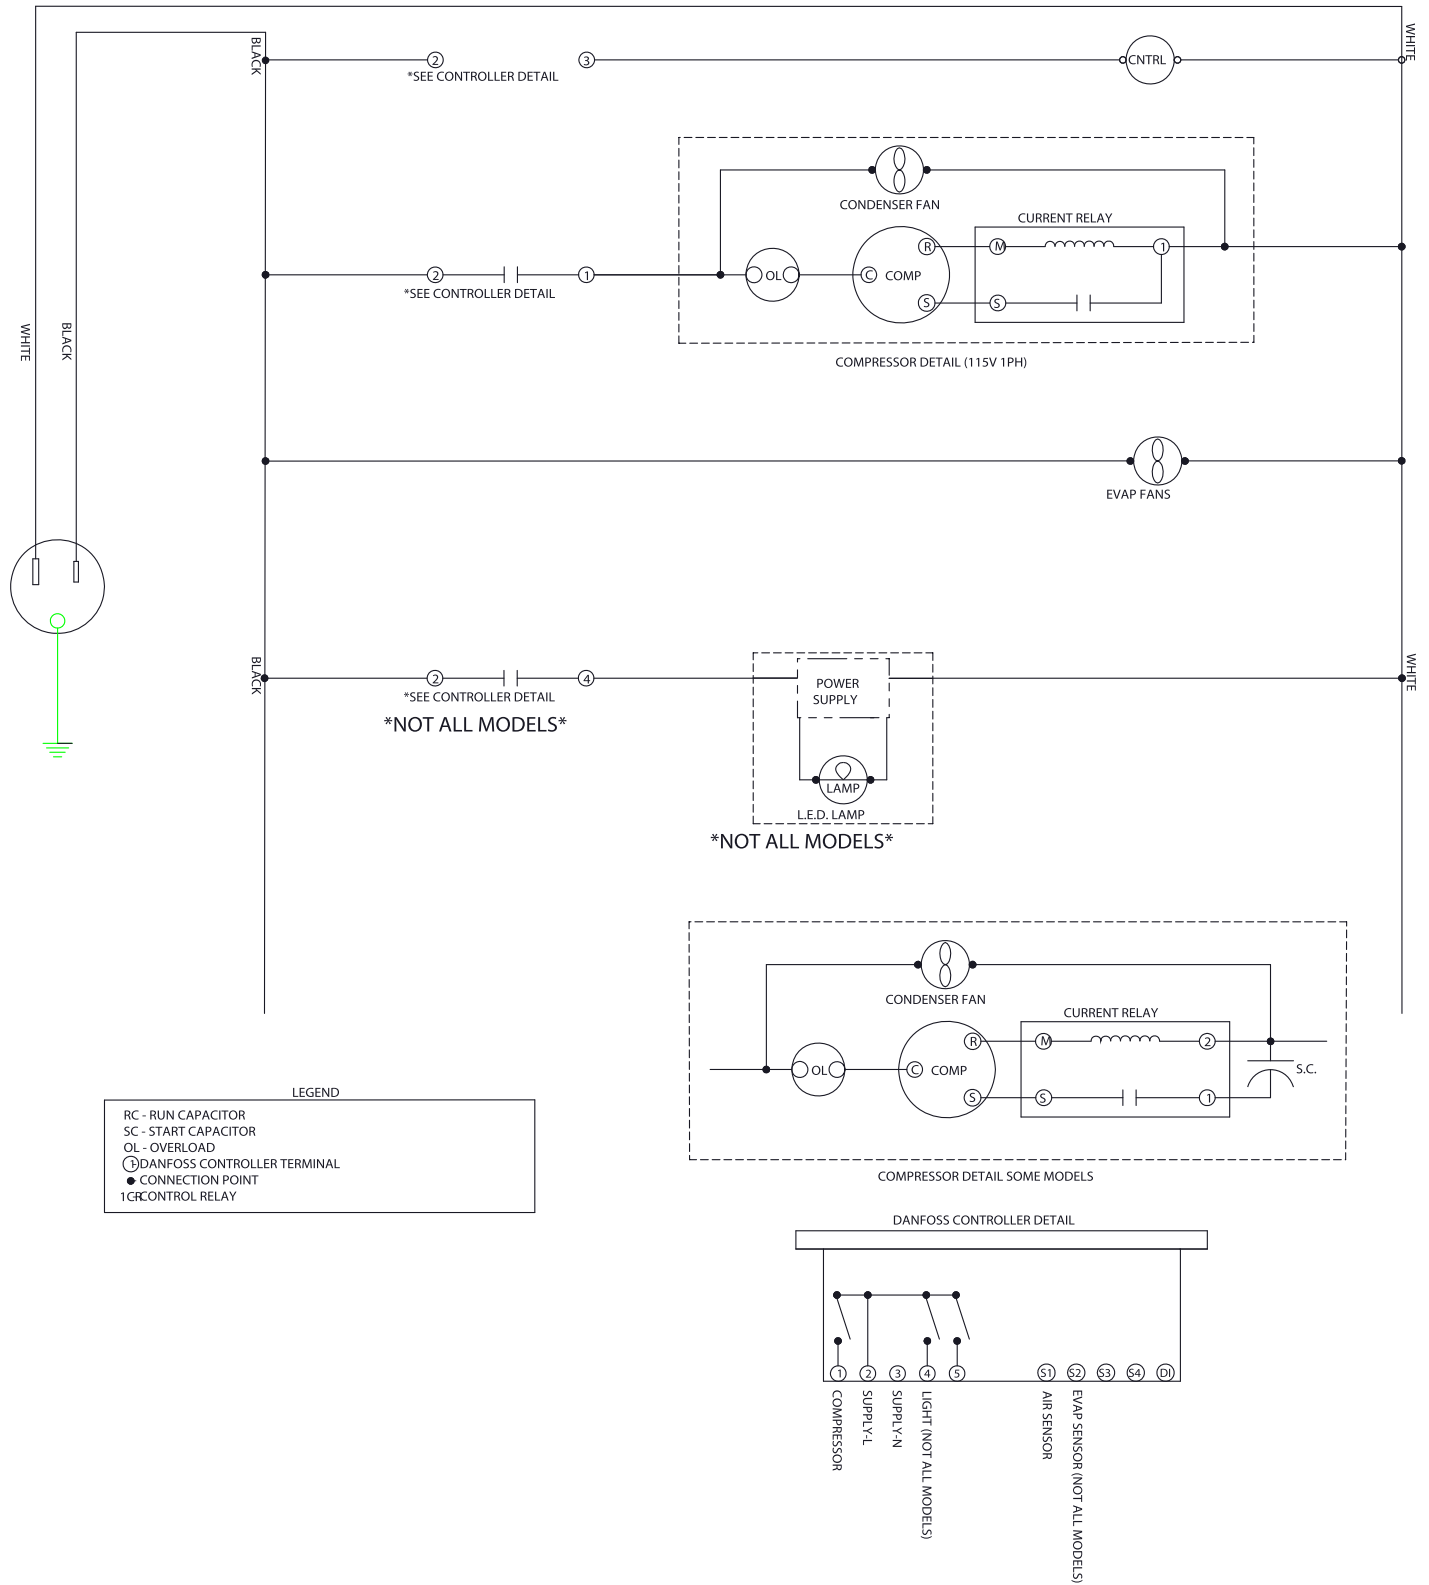 BLACK
WHITE
2
3
CNTRL
*SEE CONTROLLER DETAIL
CONDENSER FAN
CURRENT RELAY
R
M
1
2
1
OL
C
COMP
*SEE CONTROLLER DETAIL
S
S
WHITE
BLACK
COMPRESSOR DETAIL (115V 1PH)
EVAP FANS
BLACK
WHITE
2
4
POWER
SUPPLY
*SEE CONTROLLER DETAIL
*NOT ALL MODELS*
LAMP
L.E.D. LAMP
*NOT ALL MODELS*
CONDENSER FAN
CURRENT RELAY
R
M
2
OL
C
COMP
S.C.
S
S
1
COMPRESSOR DETAIL SOME MODELS
LEGEND
RC - RUN CAPACITOR
SC - START CAPACITOR
OL - OVERLOAD
1 - DANFOSS CONTROLLER TERMINAL
- CONNECTION POINT
1CR - CONTROL RELAY
DANFOSS CONTROLLER DETAIL
1
2
3
4
5
S1
S2
S3
S4
DI
COMPRESSOR
SUPPLY-L
SUPPLY-N
LIGHT (NOT ALL MODELS)
AIR SENSOR
EVAP SENSOR (NOT ALL MODELS)